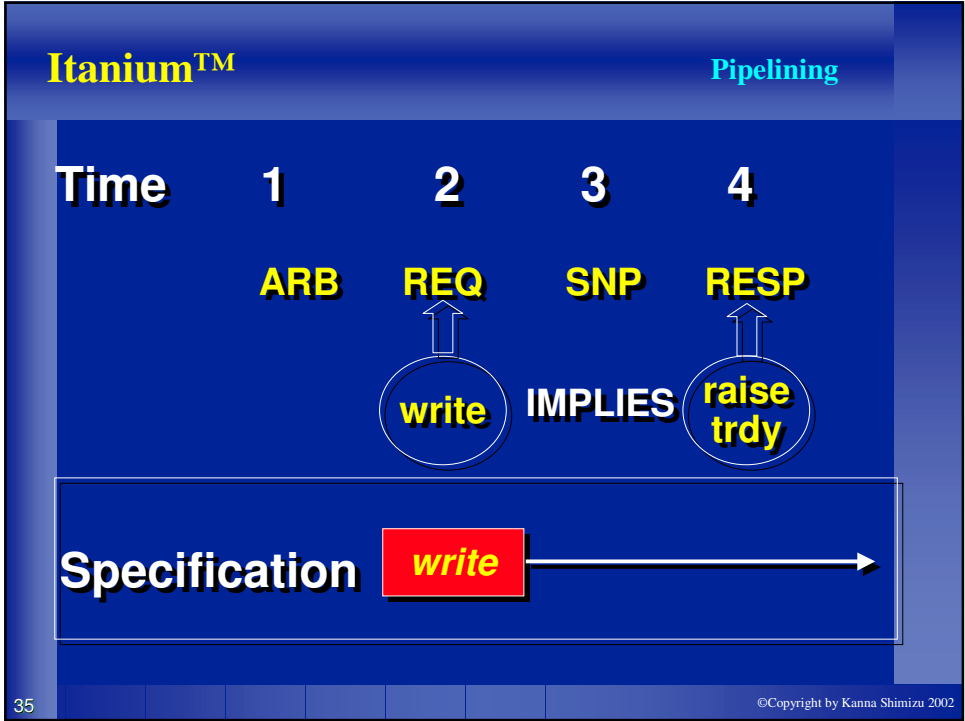 Itanium™
Pipelining
Time 1 2 3 4
ARB REQ SNP RESP
write IMPLIES raise
trdy
Specification write
35
©Copyright by Kanna Shimizu 2002